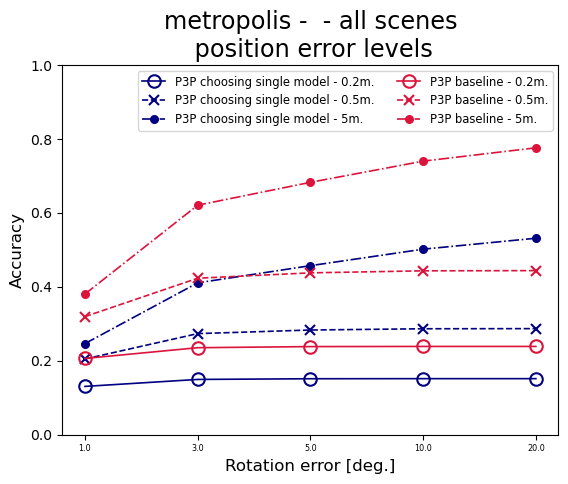 metropolis -  - all scenes
position error levels
P3P choosing single model - 0.2m.
P3P choosing single model - 0.5m.
P3P choosing single model - 5m.
P3P baseline - 0.2m.
P3P baseline - 0.5m.
P3P baseline - 5m.
Accuracy
1.0
0.8
0.6
0.4
0.2
0.0
1.0 3.0 5.0 10.0 20.0
Rotation error [deg.]